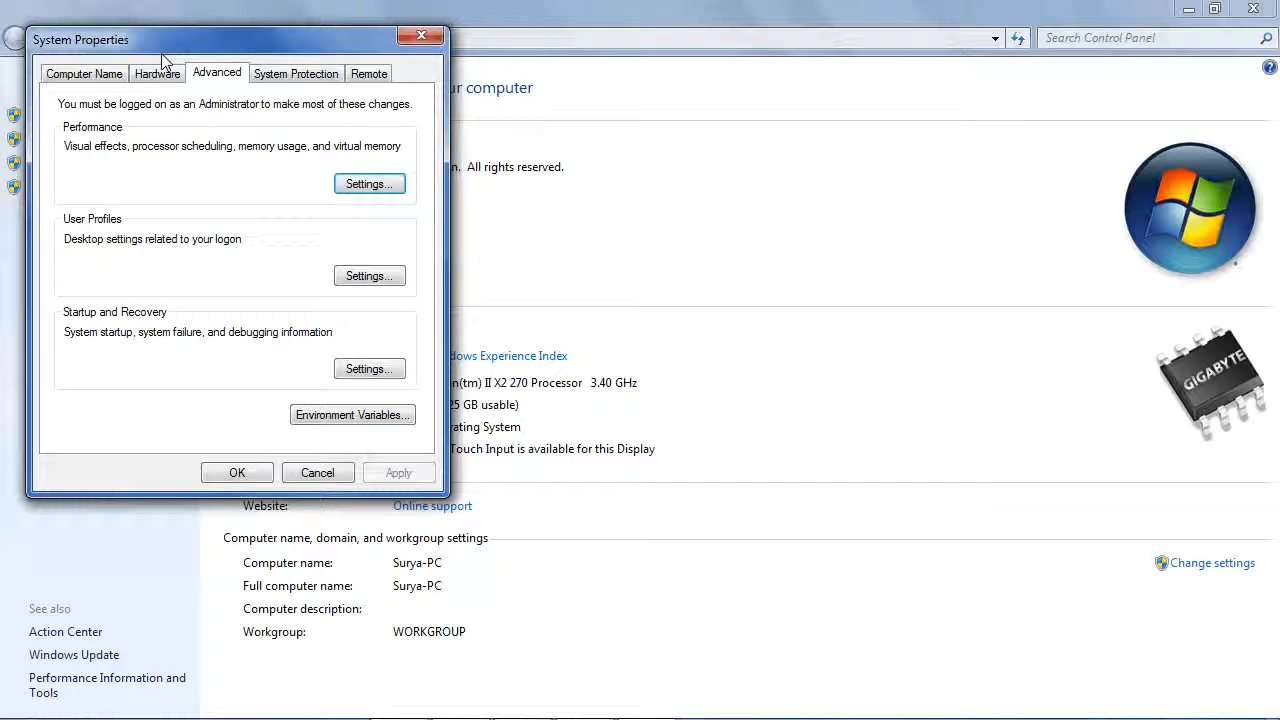 System Properties
Search Control Panel
Computer Name
Hardware
Advanced
System Protection
Remote
You must be logged on as an Administrator to make most of these changes.
Performance
Visual effects, processor scheduling, memory usage, and virtual memory
Settings...
User Profiles
Desktop settings related to your logon
Settings...
Startup and Recovery
System startup, system failure, and debugging information
Settings...
Environment Variables...
OK
Cancel
Apply
ur computer
n. All rights reserved.
dows Experience Index
n(tm) II X2 270 Processor 3.40 GHz
25 GB usable)
rating System
Touch Input is available for this Display
GIGABYTE
Website:
Online support
Computer name, domain, and workgroup settings
Computer name:
Surya-PC
Change settings
Full computer name:
Surya-PC
Computer description:
Workgroup:
WORKGROUP
See also
Action Center
Windows Update
Performance Information and
Tools